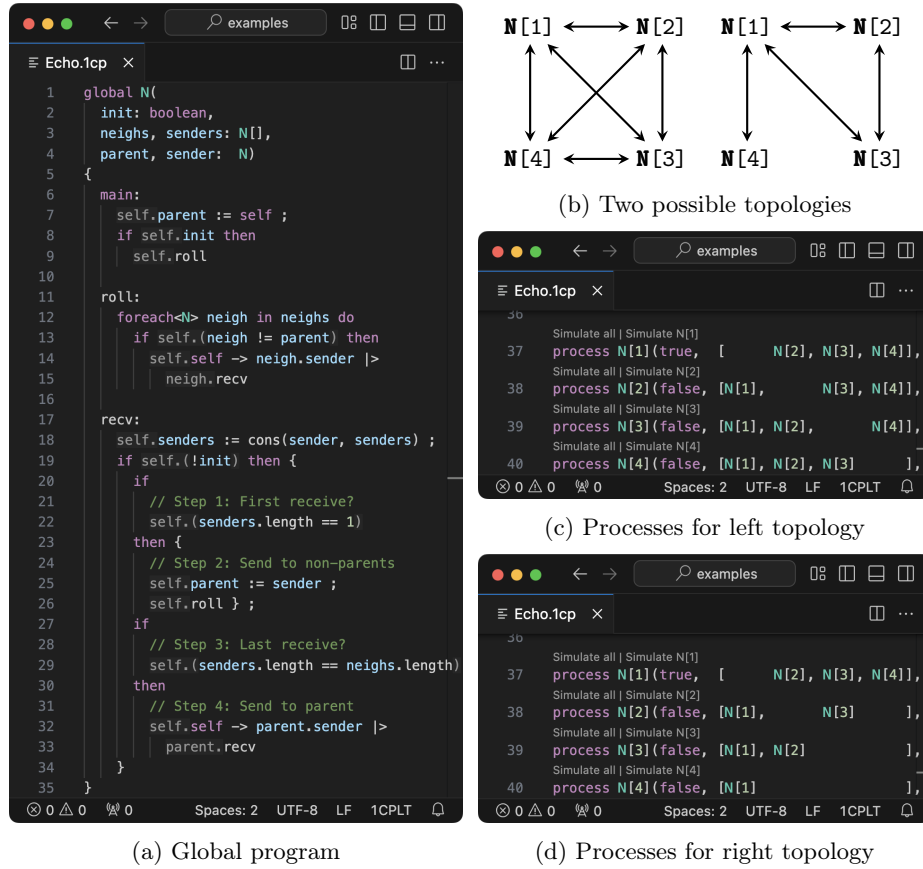 examples
Echo.1cp
1 global N(
2 init: boolean,
3 neighs, senders: N[],
4 parent, sender: N)
5 {
6 main:
7 self.parent := self ;
8 if self.init then
9 self.roll
10
11 roll:
12 foreach<N> neigh in neighs do
13 if self.(neigh != parent) then
14 self.self -> neigh.sender |>
15 neigh.recv
16
17 recv:
18 self.senders := cons(sender, senders) ;
19 if self.(!init) then {
20 if
21 // Step 1: First receive?
22 self.(senders.length == 1)
23 then {
24 // Step 2: Send to non-parents
25 self.parent := sender ;
26 self.roll } ;
27 if
28 // Step 3: Last receive?
29 self.(senders.length == neighs.length)
30 then
31 // Step 4: Send to parent
32 self.self -> parent.sender |>
33 parent.recv
34 }
35 }
0 0 0 Spaces: 2 UTF-8 LF 1CPLT
(a) Global program
N[1] N[2] N[1] N[2]
N[4] N[3] N[4] N[3]
(b) Two possible topologies
examples
Echo.1cp
36
Simulate all | Simulate N[1]
37 process N[1](true, [ N[2], N[3], N[4]],
Simulate all | Simulate N[2]
38 process N[2](false, [N[1], N[3], N[4]],
Simulate all | Simulate N[3]
39 process N[3](false, [N[1], N[2], N[4]],
Simulate all | Simulate N[4]
40 process N[4](false, [N[1], N[2], N[3] ],
0 0 0 Spaces: 2 UTF-8 LF 1CPLT
(c) Processes for left topology
examples
Echo.1cp
36
Simulate all | Simulate N[1]
37 process N[1](true, [ N[2], N[3], N[4]],
Simulate all | Simulate N[2]
38 process N[2](false, [N[1], N[3] ],
Simulate all | Simulate N[3]
39 process N[3](false, [N[1], N[2] ],
Simulate all | Simulate N[4]
40 process N[4](false, [N[1] ],
0 0 0 Spaces: 2 UTF-8 LF 1CPLT
(d) Processes for right topology